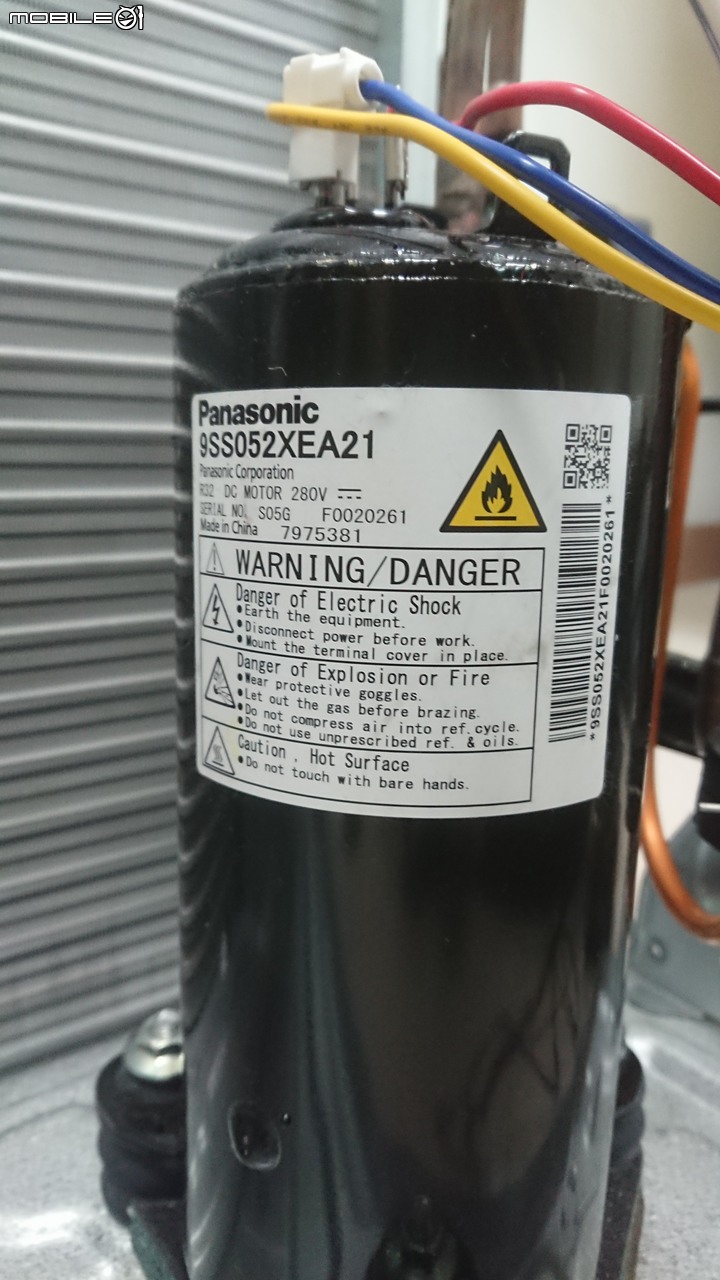 MOBILE01
Panasonic
9SS052XEA21
Panasonic Corporation
R32 DC MOTOR 280V
SERIAL NO. S05G F0020261
Made in China 7975381
WARNING/DANGER
Danger of Electric Shock
•Earth the equipment.
•Disconnect power before work.
•Mount the terminal cover in place.
Danger of Explosion or Fire
•Wear protective goggles.
•Let out the gas before brazing.
•Do not compress air into ref. cycle.
•Do not use unprescribed ref. & oils.
Caution , Hot Surface
•Do not touch with bare hands.
*9SS052XEA21F0020261*